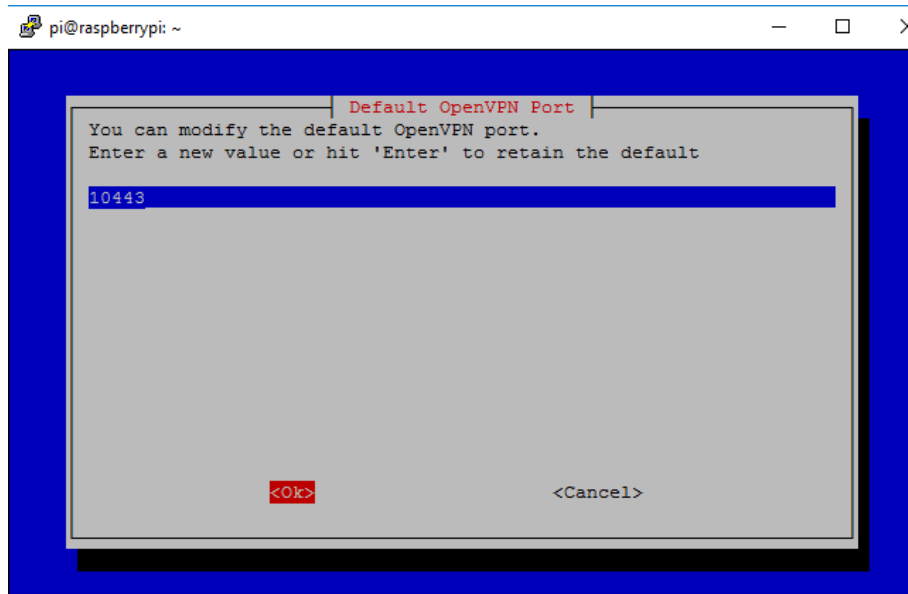 pi@raspberrypi: ~
Default OpenVPN Port
You can modify the default OpenVPN port.
Enter a new value or hit 'Enter' to retain the default
10443
<Ok> <Cancel>